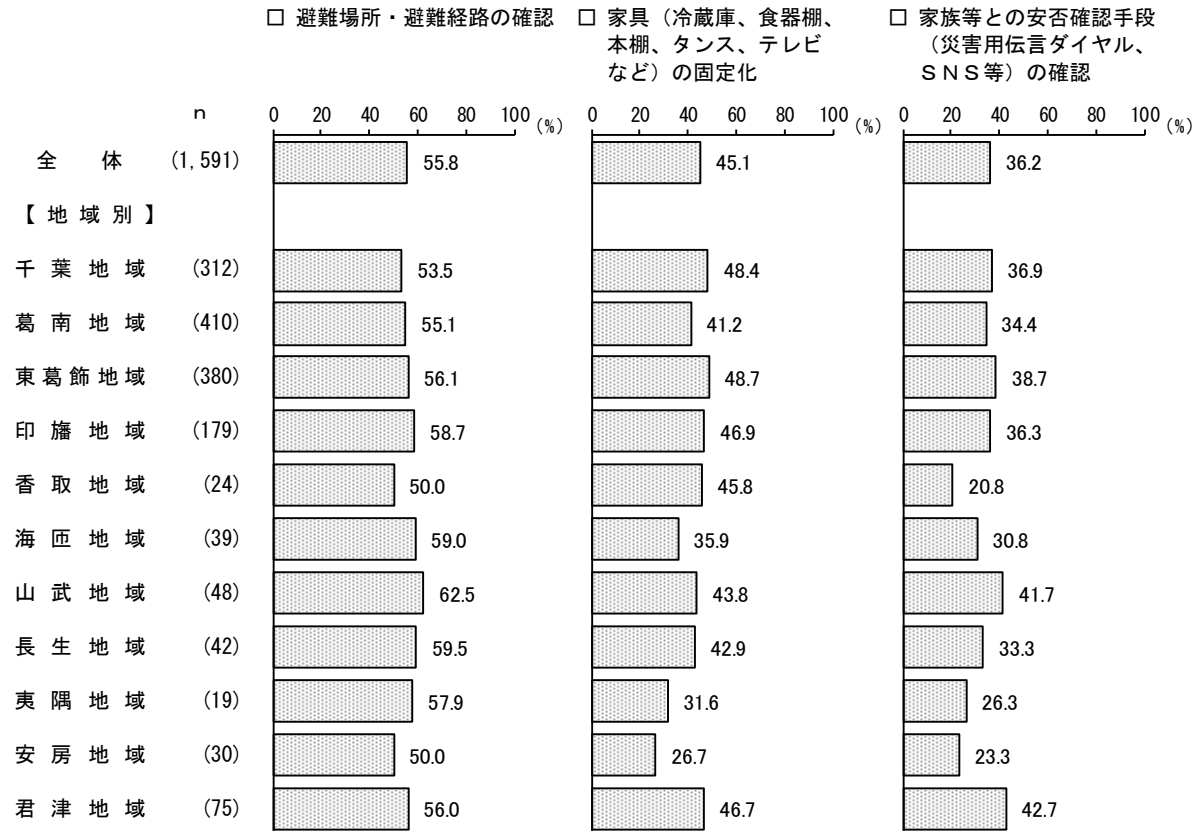 □ 避難場所・避難経路の確認
□ 家具（冷蔵庫、食器棚、
本棚、タンス、テレビ
など）の固定化
□ 家族等との安否確認手段
（災害用伝言ダイヤル、
ＳＮＳ等）の確認
n 0 20 40 60 80 100 (%) 0 20 40 60 80 100 (%) 0 20 40 60 80 100 (%)
全体 (1,591) 55.8 45.1 36.2
【地域別】
千葉地域 (312) 53.5 48.4 36.9
葛南地域 (410) 55.1 41.2 34.4
東葛飾地域 (380) 56.1 48.7 38.7
印旛地域 (179) 58.7 46.9 36.3
香取地域 (24) 50.0 45.8 20.8
海匝地域 (39) 59.0 35.9 30.8
山武地域 (48) 62.5 43.8 41.7
長生地域 (42) 59.5 42.9 33.3
夷隅地域 (19) 57.9 31.6 26.3
安房地域 (30) 50.0 26.7 23.3
君津地域 (75) 56.0 46.7 42.7